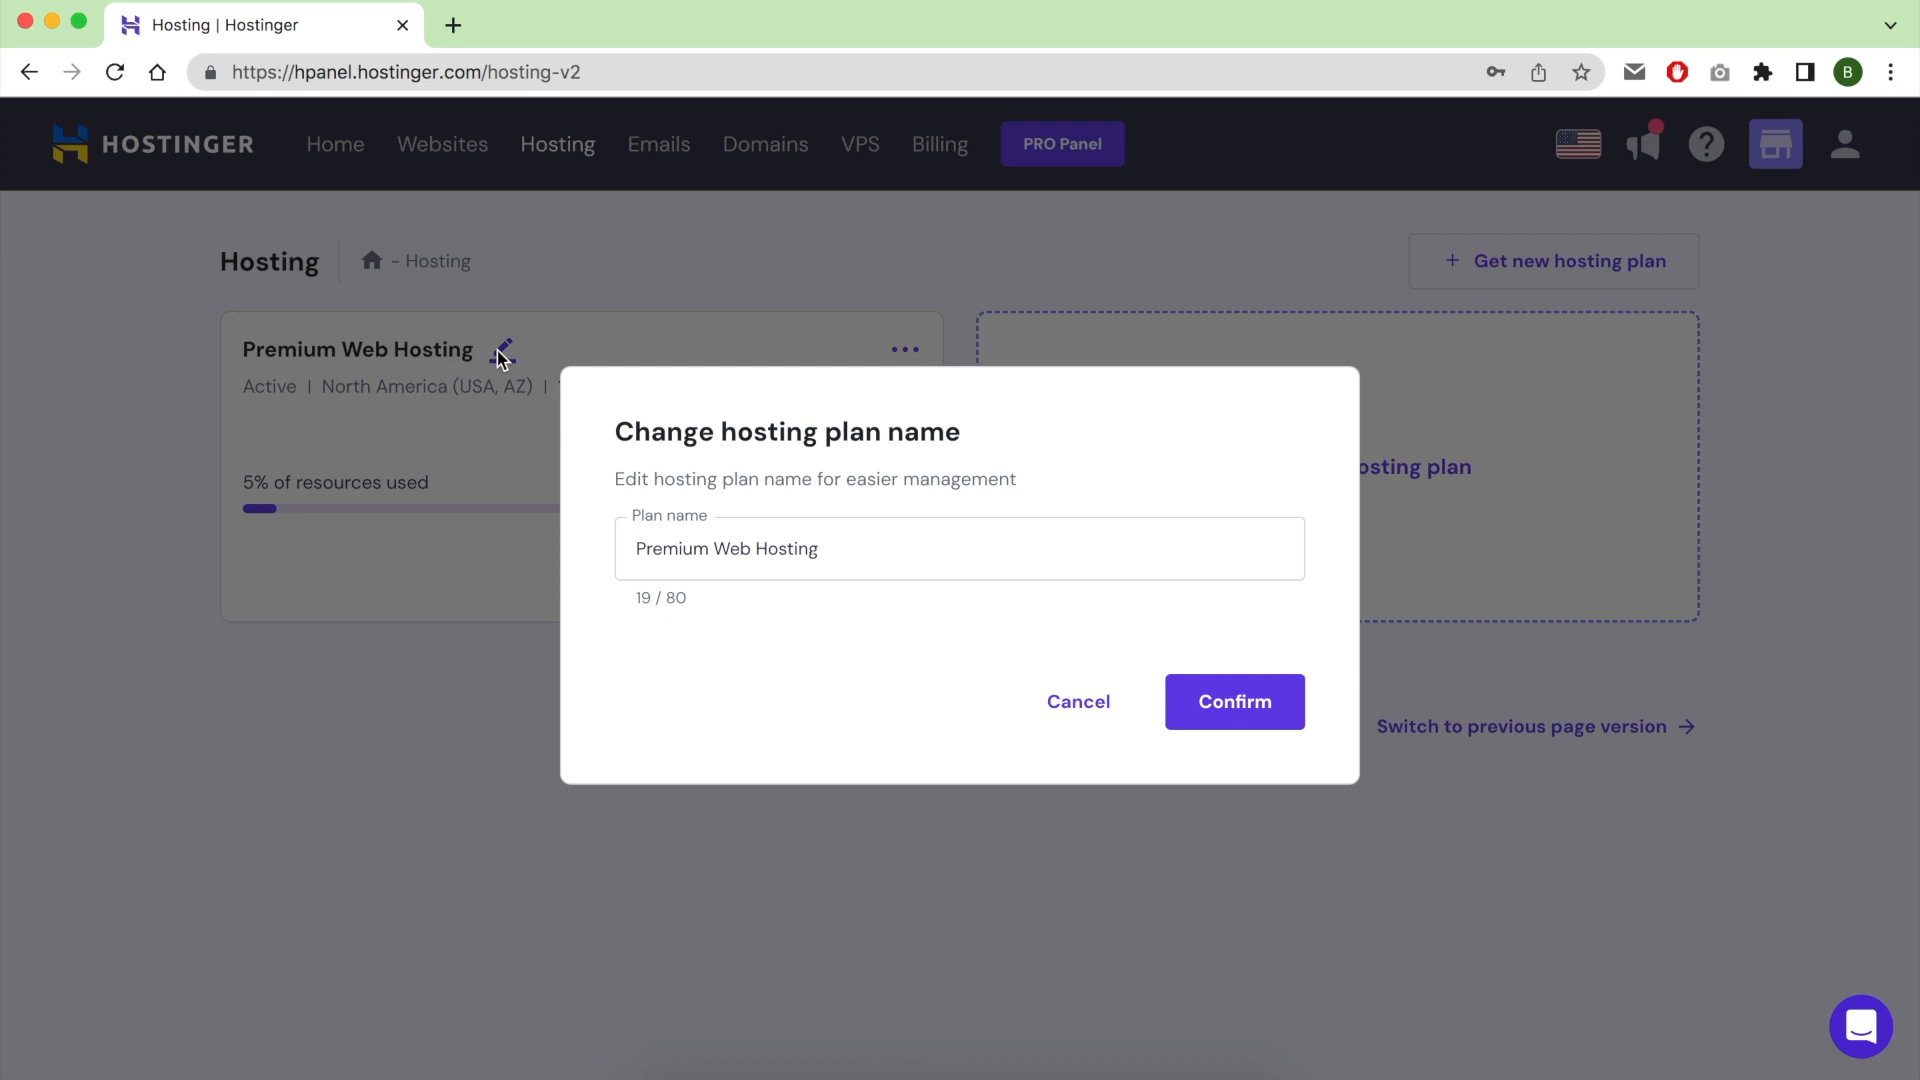 Hosting | Hostinger
https://hpanel.hostinger.com/hosting-v2
B
HOSTINGER
Home
Websites
Hosting
Emails
Domains
VPS
Billing
PRO Panel
Hosting
- Hosting
+ Get new hosting plan
Premium Web Hosting
Active | North America (USA, AZ) |
5% of resources used
osting plan
Change hosting plan name
Edit hosting plan name for easier management
Plan name
Premium Web Hosting
19 / 80
Cancel
Confirm
Switch to previous page version →